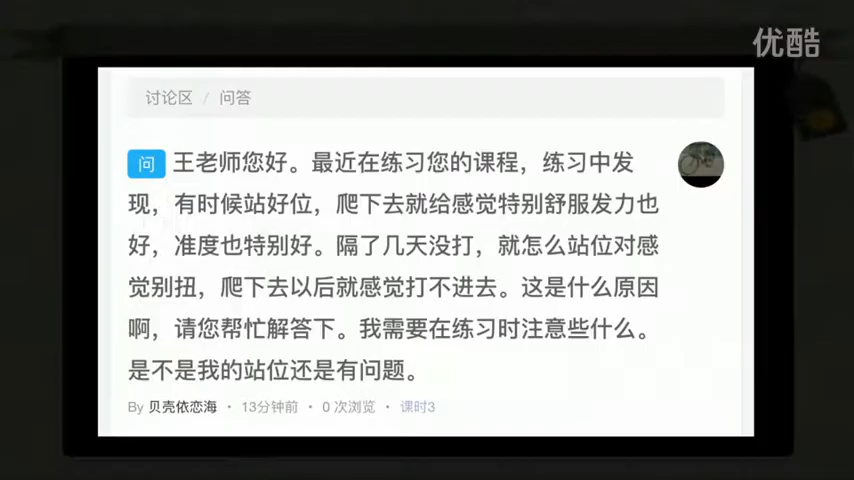 优酷
讨论区 / 问答
问 王老师您好。最近在练习您的课程，练习中发
现，有时候站好位，爬下去就给感觉特别舒服发力也
好，准度也特别好。隔了几天没打，就怎么站位对感
觉别扭，爬下去以后就感觉打不进去。这是什么原因
啊，请您帮忙解答下。我需要在练习时注意些什么。
是不是我的站位还是有问题。
By 贝壳依恋海 · 13分钟前 · 0 次浏览 · 课时3